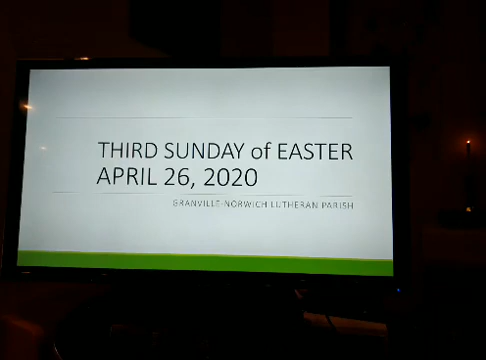 THIRD SUNDAY of EASTER
APRIL 26, 2020
GRANVILLE-NORWICH LUTHERAN PARISH